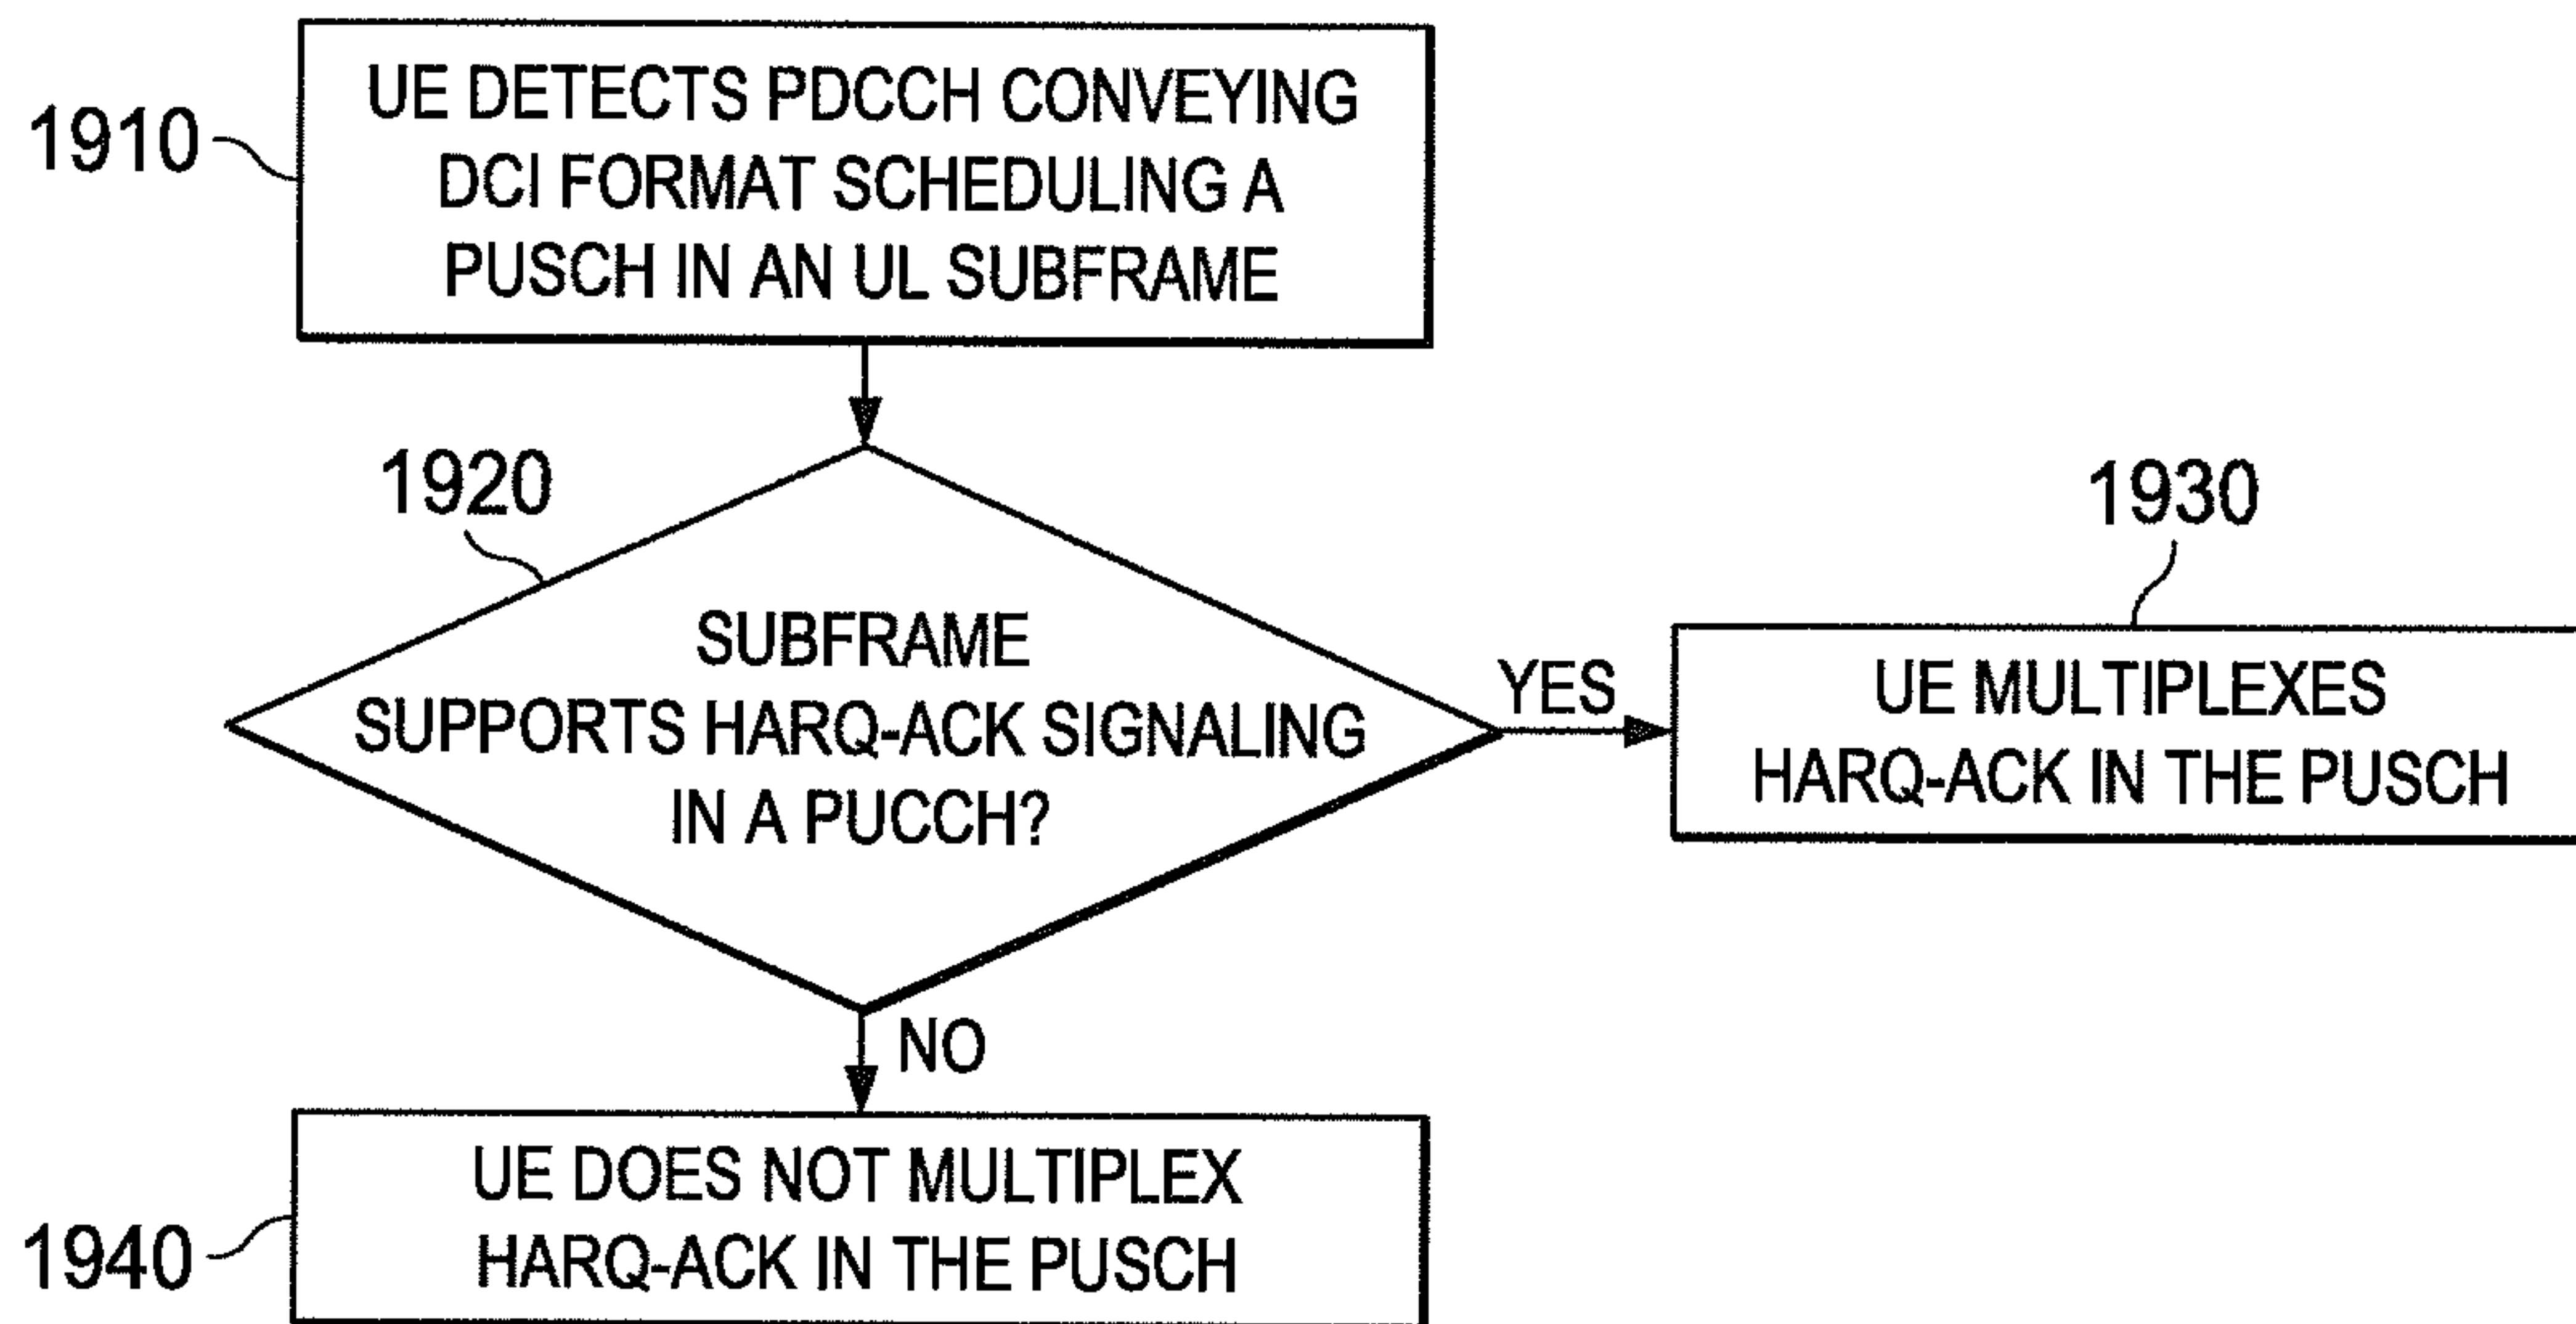 1910
UE DETECTS PDCCH CONVEYING
DCI FORMAT SCHEDULING A
PUSCH IN AN UL SUBFRAME
1920
SUBFRAME
SUPPORTS HARQ-ACK SIGNALING
IN A PUCCH?
YES
1930
UE MULTIPLEXES
HARQ-ACK IN THE PUSCH
NO
1940
UE DOES NOT MULTIPLEX
HARQ-ACK IN THE PUSCH